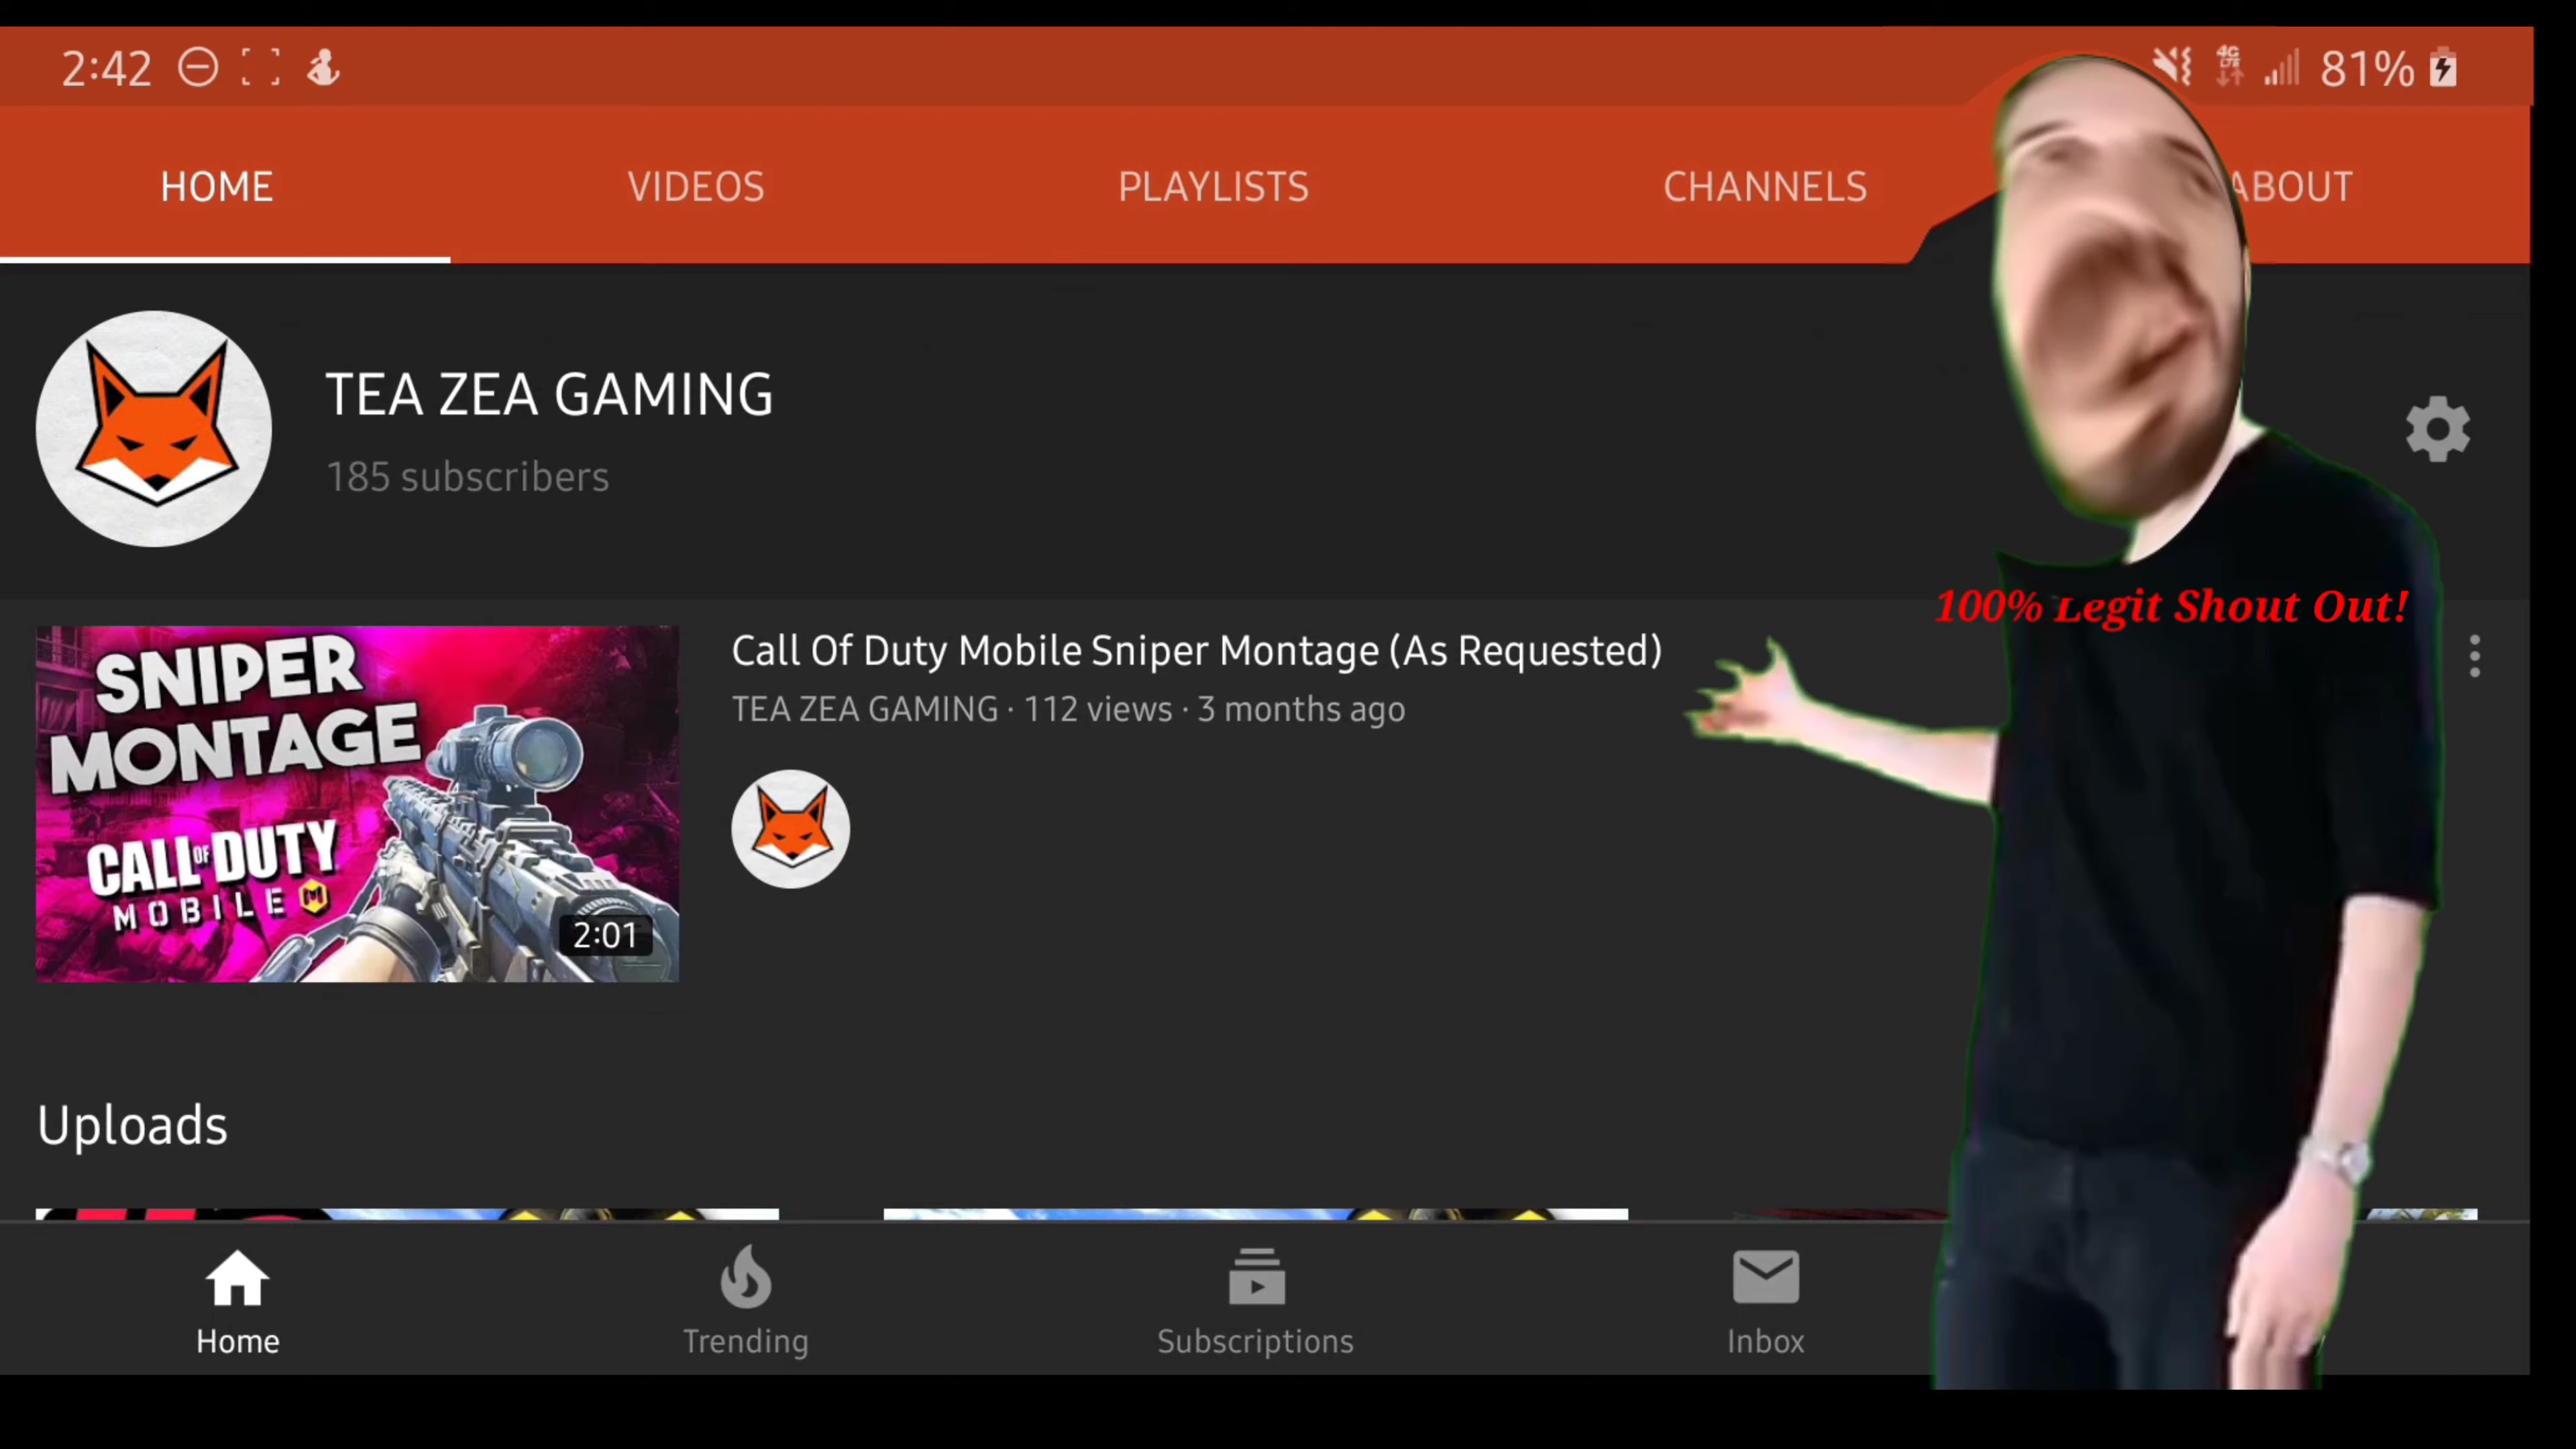 2:42
4G
LTE
81%
HOME
VIDEOS
PLAYLISTS
CHANNELS
ABOUT
TEA ZEA GAMING
185 subscribers
100% Legit Shout Out!
SNIPER
MONTAGE
CALL OF DUTY
MOBILE
2:01
Call Of Duty Mobile Sniper Montage (As Requested)
TEA ZEA GAMING · 112 views · 3 months ago
Uploads
Home
Trending
Subscriptions
Inbox